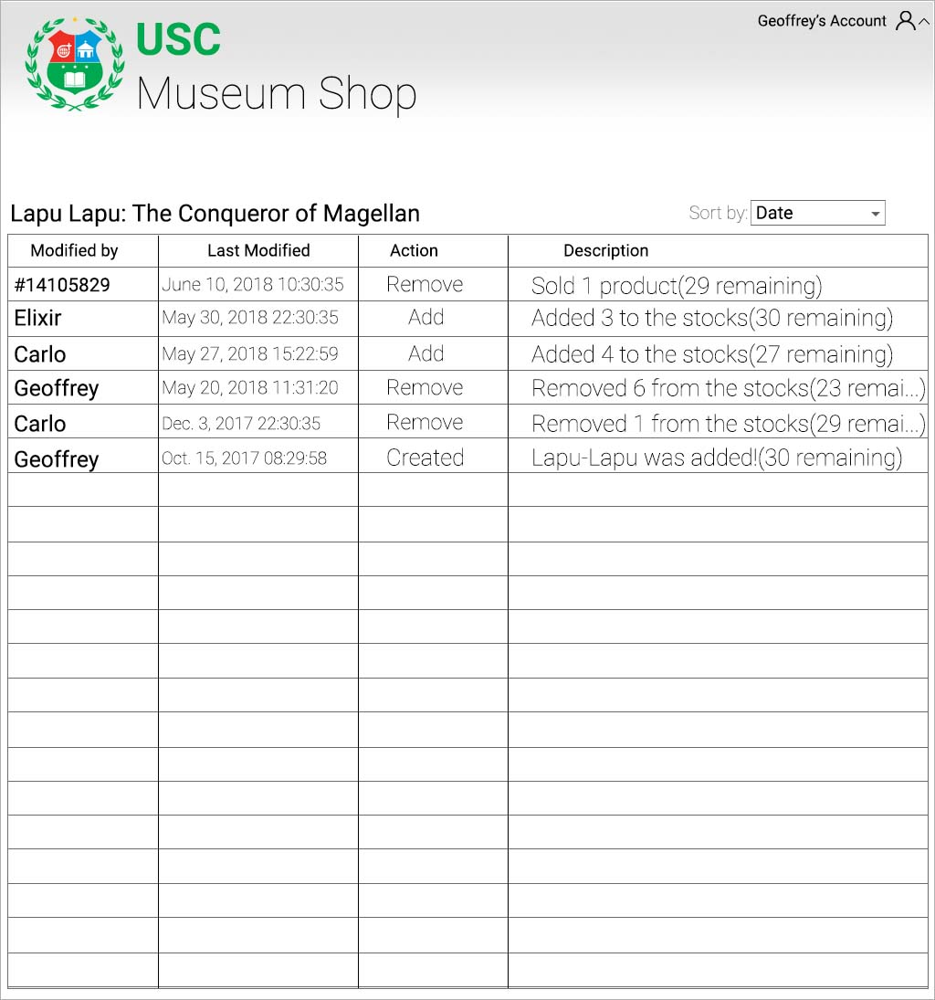 USC
Museum Shop
Geoffrey's Account
Lapu Lapu: The Conqueror of Magellan
Sort by: Date
Modified by Last Modified Action Description
#14105829 June 10, 2018 10:30:35 Remove Sold 1 product(29 remaining)
Elixir May 30, 2018 22:30:35 Add Added 3 to the stocks(30 remaining)
Carlo May 27, 2018 15:22:59 Add Added 4 to the stocks(27 remaining)
Geoffrey May 20, 2018 11:31:20 Remove Removed 6 from the stocks(23 remai...)
Carlo Dec. 3, 2017 22:30:35 Remove Removed 1 from the stocks(29 remai...)
Geoffrey Oct. 15, 2017 08:29:58 Created Lapu-Lapu was added!(30 remaining)